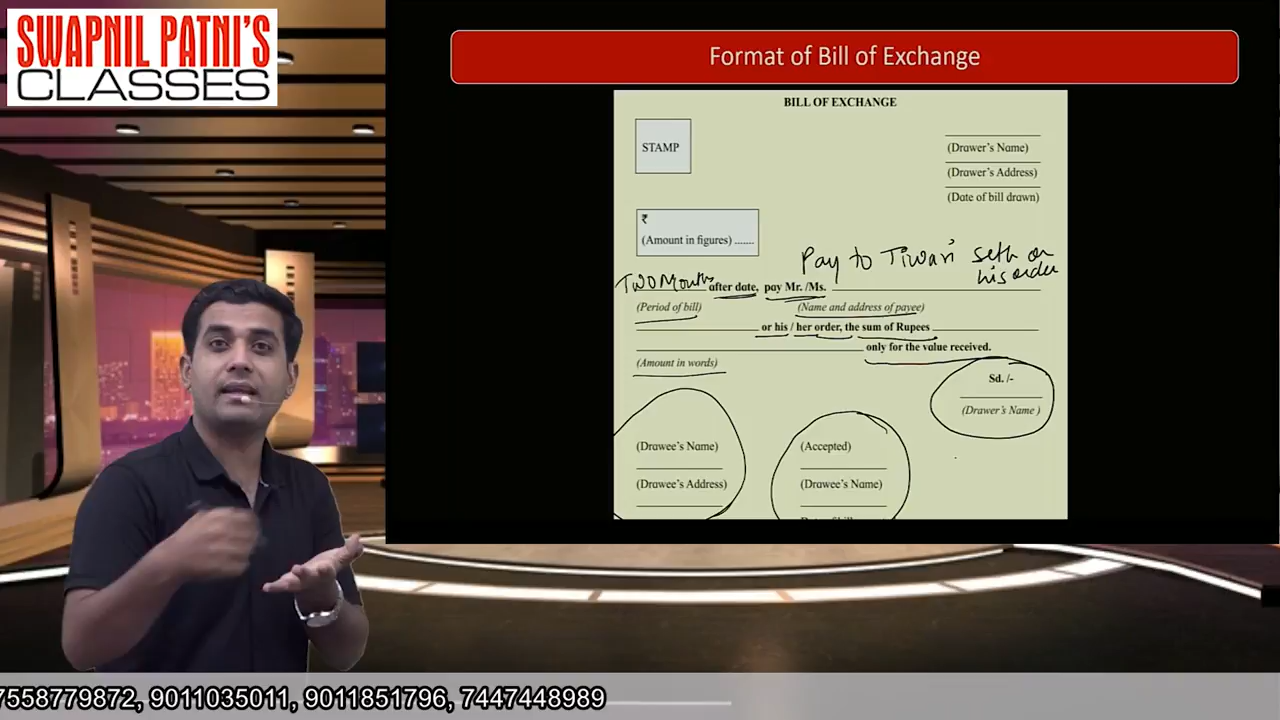 SWAPNIL PATNI'S
CLASSES
Format of Bill of Exchange
BILL OF EXCHANGE
STAMP
(Drawer's Name)
(Drawer's Address)
(Date of bill drawn)
₹
(Amount in figures) .......
Pay to Tiwari Seth or
his order
TWO Months after date, pay Mr. /Ms.
(Period of bill) (Name and address of payee)
or his / her order, the sum of Rupees
only for the value received.
(Amount in words)
Sd. /-
(Drawer's Name )
(Drawee's Name) (Accepted)
(Drawee's Address) (Drawee's Name)
7558779872, 9011035011, 9011851796, 7447448989